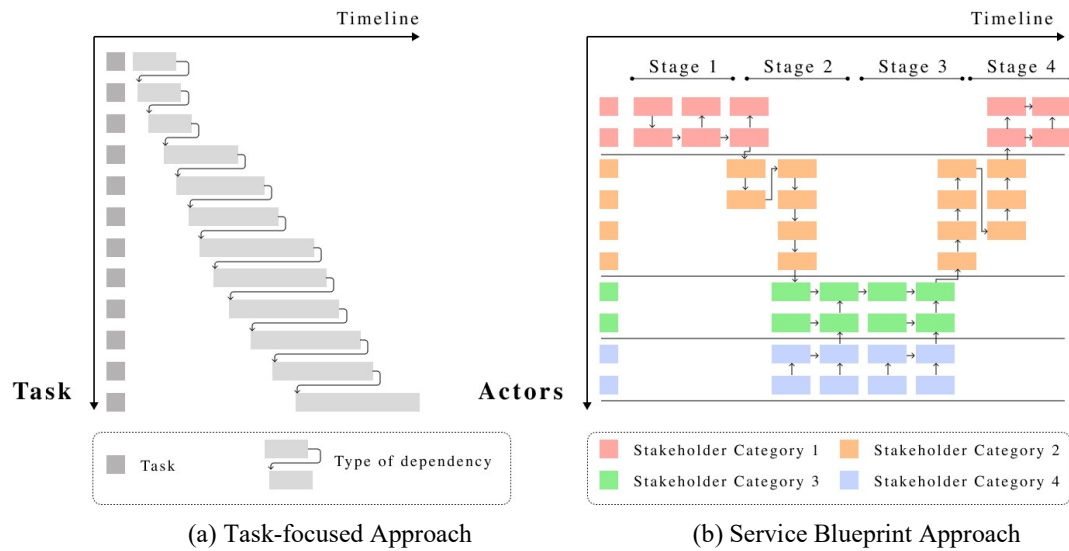 Timeline
Task
Task
Type of dependency
(a) Task-focused Approach
Timeline
Stage 1
Stage 2
Stage 3
Stage 4
Actors
Stakeholder Category 1
Stakeholder Category 2
Stakeholder Category 3
Stakeholder Category 4
(b) Service Blueprint Approach